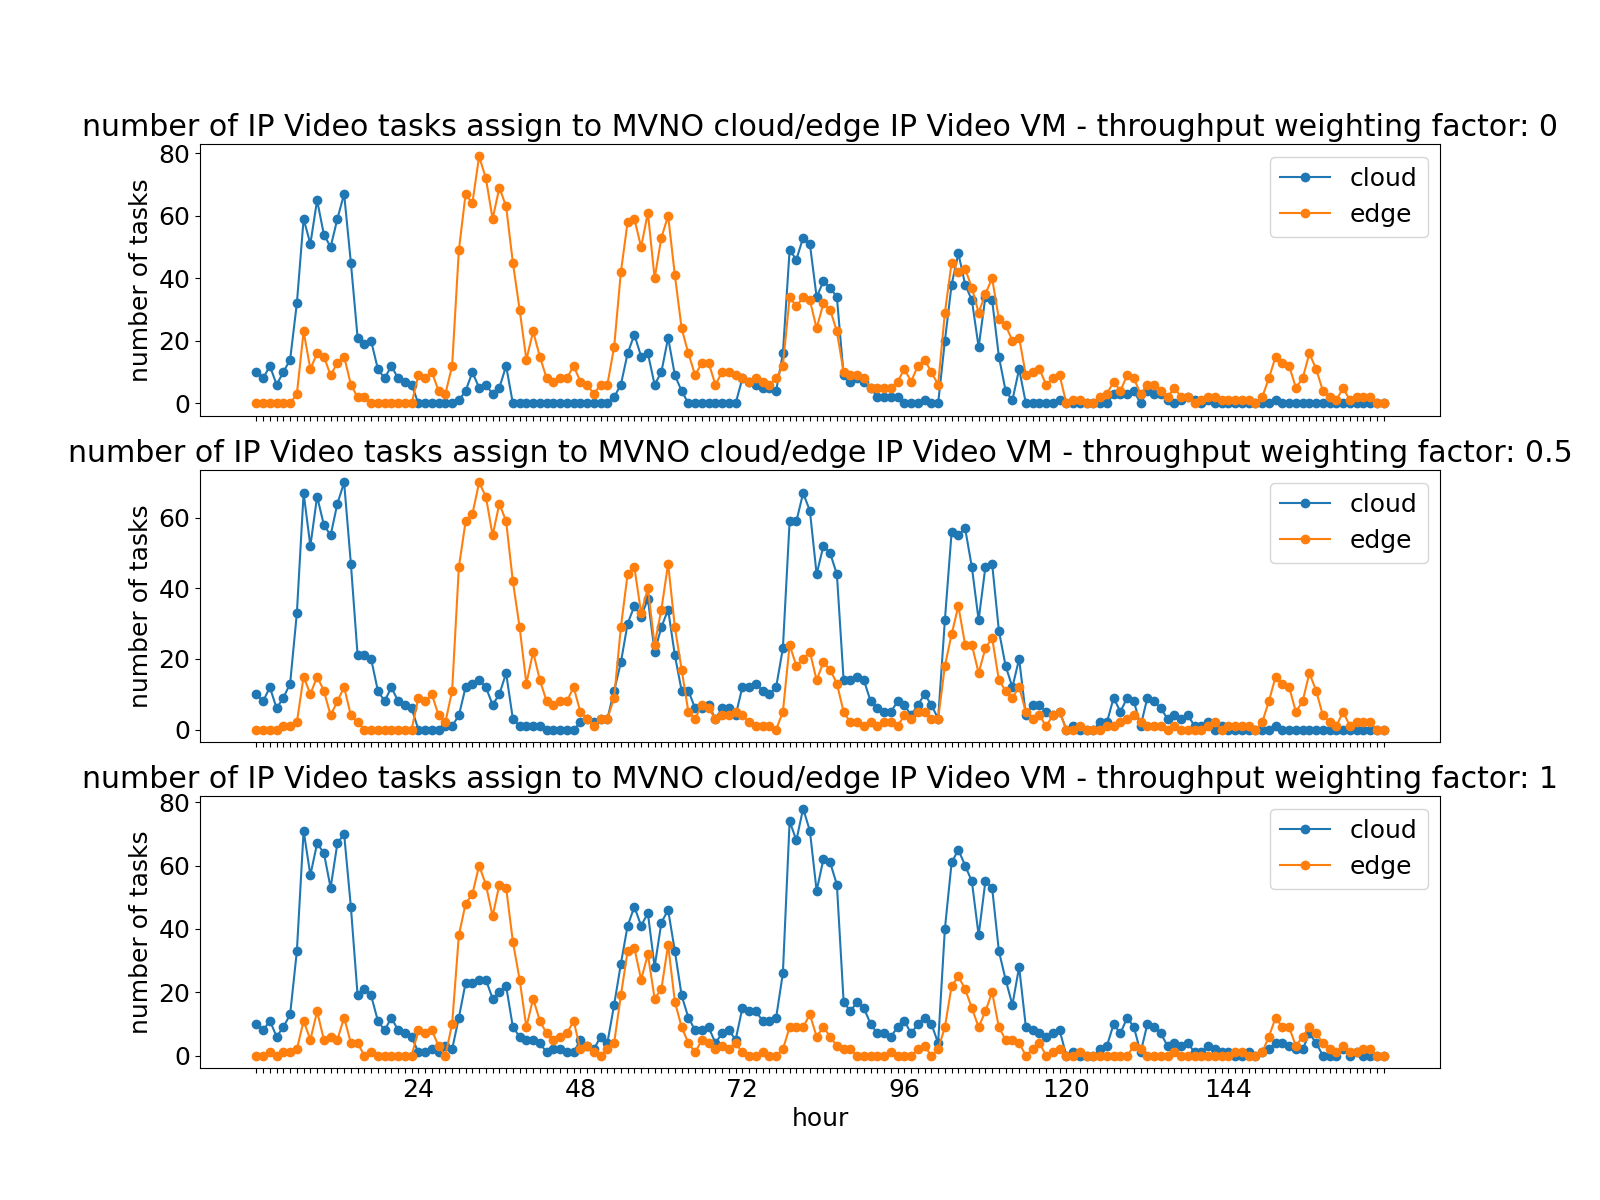 number of IP Video tasks assign to MVNO cloud/edge IP Video VM - throughput weighting factor: 0
80
60
40
20
0
number of tasks
cloud
edge
number of IP Video tasks assign to MVNO cloud/edge IP Video VM - throughput weighting factor: 0.5
60
40
20
0
number of tasks
cloud
edge
number of IP Video tasks assign to MVNO cloud/edge IP Video VM - throughput weighting factor: 1
80
60
40
20
0
number of tasks
cloud
edge
24 48 72 96 120 144
hour